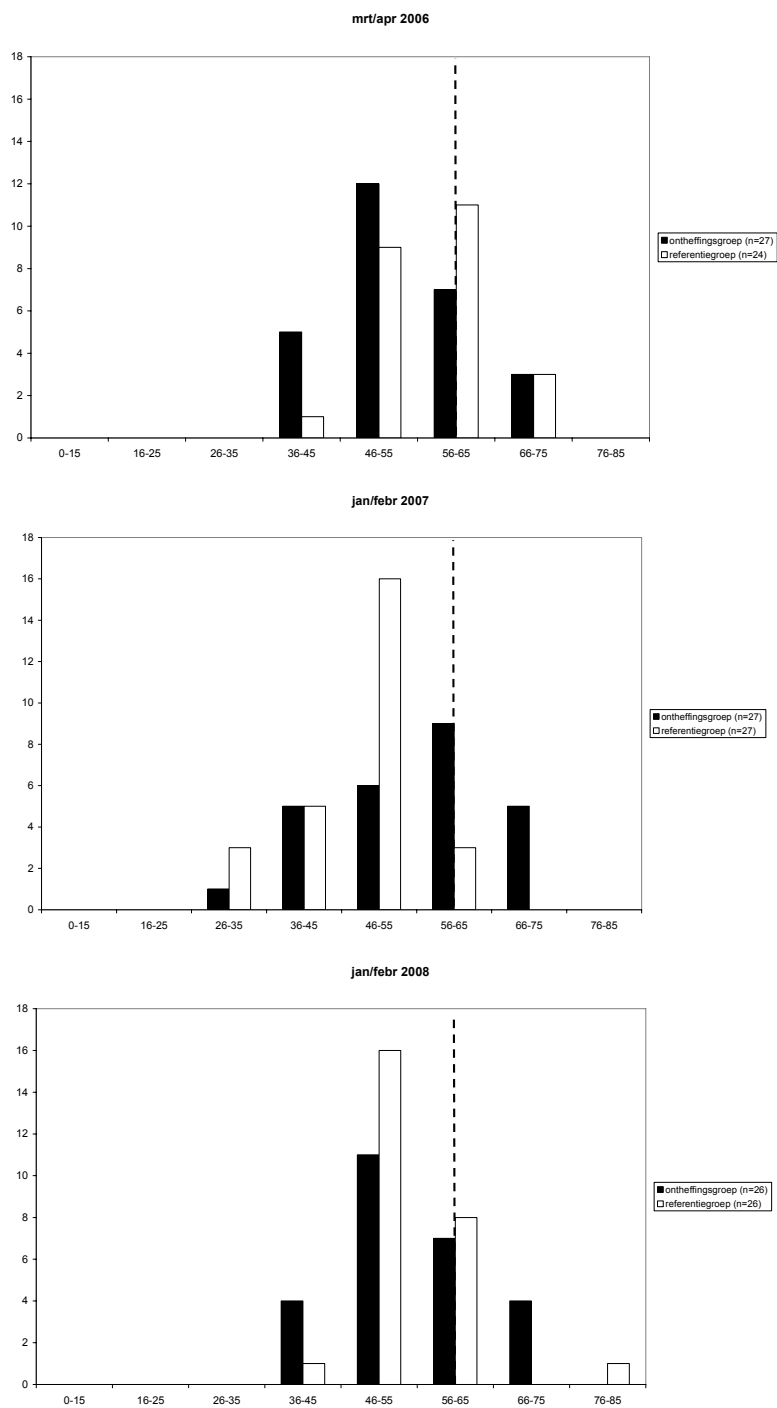 mrt/apr 2006
18
16
14
12
10
8
6
4
2
0
0-15 16-25 26-35 36-45 46-55 56-65 66-75 76-85
ontheffingsgroep (n=27)
referentiegroep (n=24)
jan/febr 2007
18
16
14
12
10
8
6
4
2
0
0-15 16-25 26-35 36-45 46-55 56-65 66-75 76-85
ontheffingsgroep (n=27)
referentiegroep (n=27)
jan/febr 2008
18
16
14
12
10
8
6
4
2
0
0-15 16-25 26-35 36-45 46-55 56-65 66-75 76-85
ontheffingsgroep (n=26)
referentiegroep (n=26)